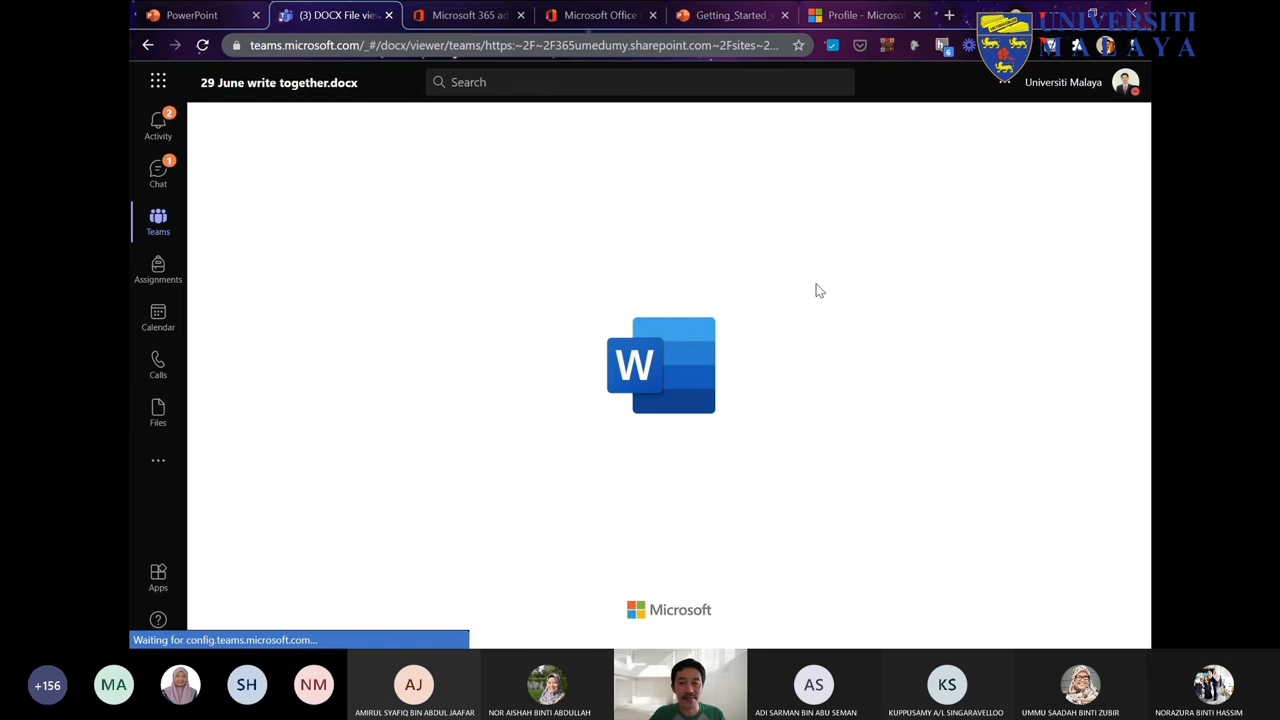 PowerPoint
(3) DOCX File vie
Microsoft 365 ad
Microsoft Office
Getting_Started_
Profile - Microso
UNIVERSITI
MALAYA
teams.microsoft.com/_#/docx/viewer/teams/https:~2F~2F365umedumy.sharepoint.com~2Fsites~2...
6
29 June write together.docx
Search
Universiti Malaya
2
Activity
1
Chat
Teams
Assignments
Calendar
Calls
Files
W
Microsoft
Apps
?
Waiting for config.teams.microsoft.com...
+156
MA
SH
NM
AJ
AS
KS
AMIRUL SYAFIQ BIN ABDUL JAAFAR
NOR AISHAH BINTI ABDULLAH
ADI SARMAN BIN ABU SEMAN
KUPPUSAMY A/L SINGARAVELLOO
UMMU SAADAH BINTI ZUBIR
NORAZURA BINTI HASSIM